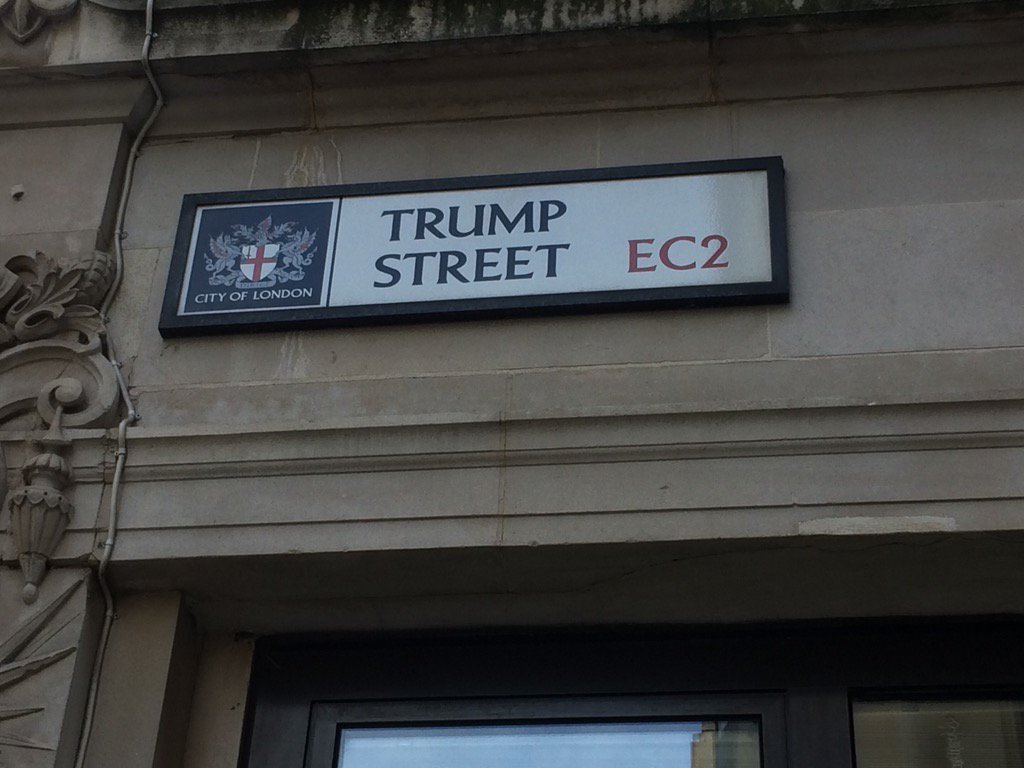 TRUMP
STREET
EC2
CITY OF LONDON